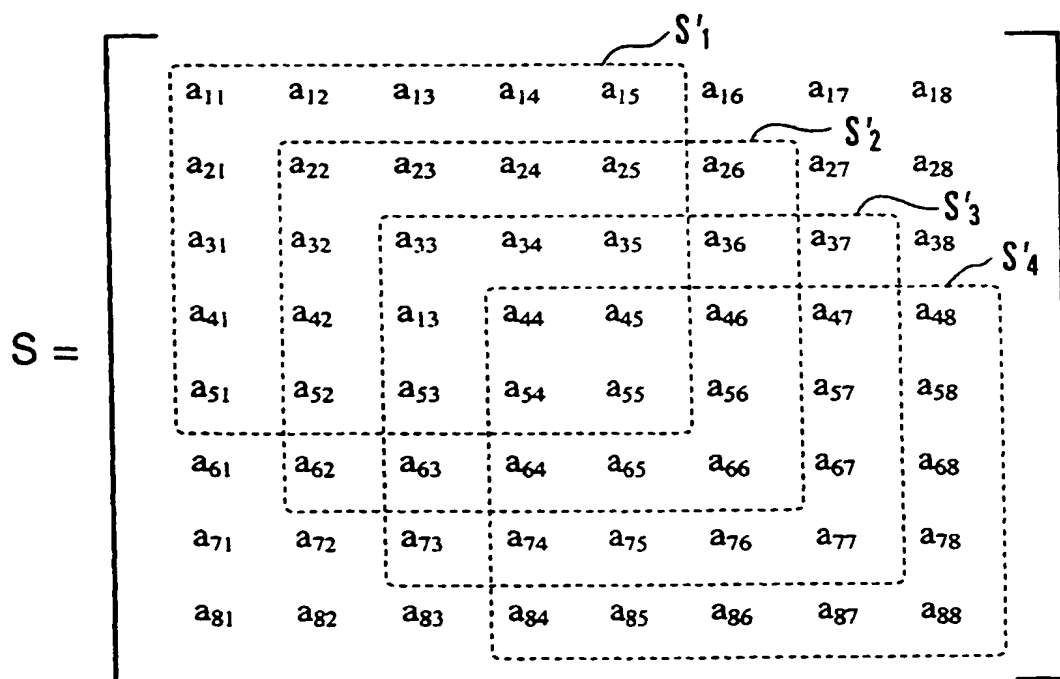 S'1
a11 a12 a13 a14 a15 a16 a17 a18
S'2
a21 a22 a23 a24 a25 a26 a27 a28
S'3
a31 a32 a33 a34 a35 a36 a37 a38
S'4
a41 a42 a13 a44 a45 a46 a47 a48
S =
a51 a52 a53 a54 a55 a56 a57 a58
a61 a62 a63 a64 a65 a66 a67 a68
a71 a72 a73 a74 a75 a76 a77 a78
a81 a82 a83 a84 a85 a86 a87 a88